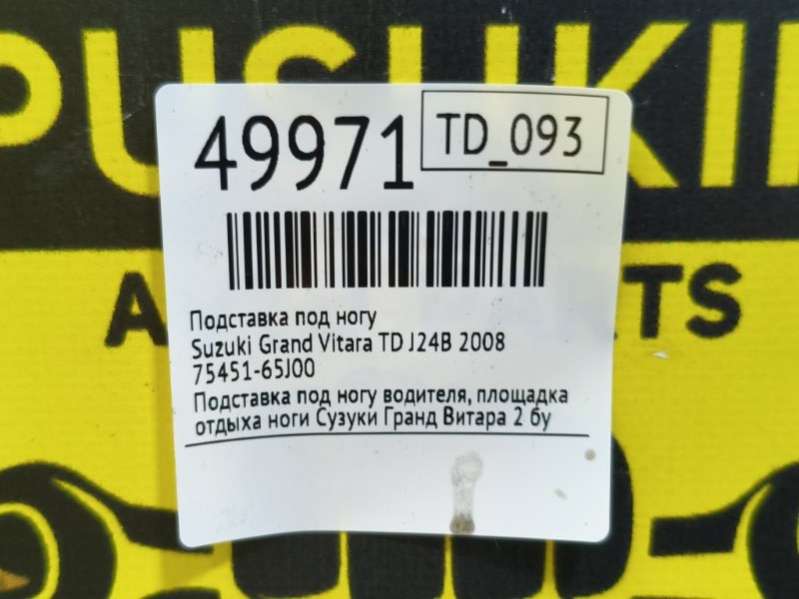 PUSHKIN
49971
TD_093
Подставка под ногу
Suzuki Grand Vitara TD J24B 2008
75451-65J00
Подставка под ногу водителя, площадка
отдыха ноги Сузуки Гранд Витара 2 бу